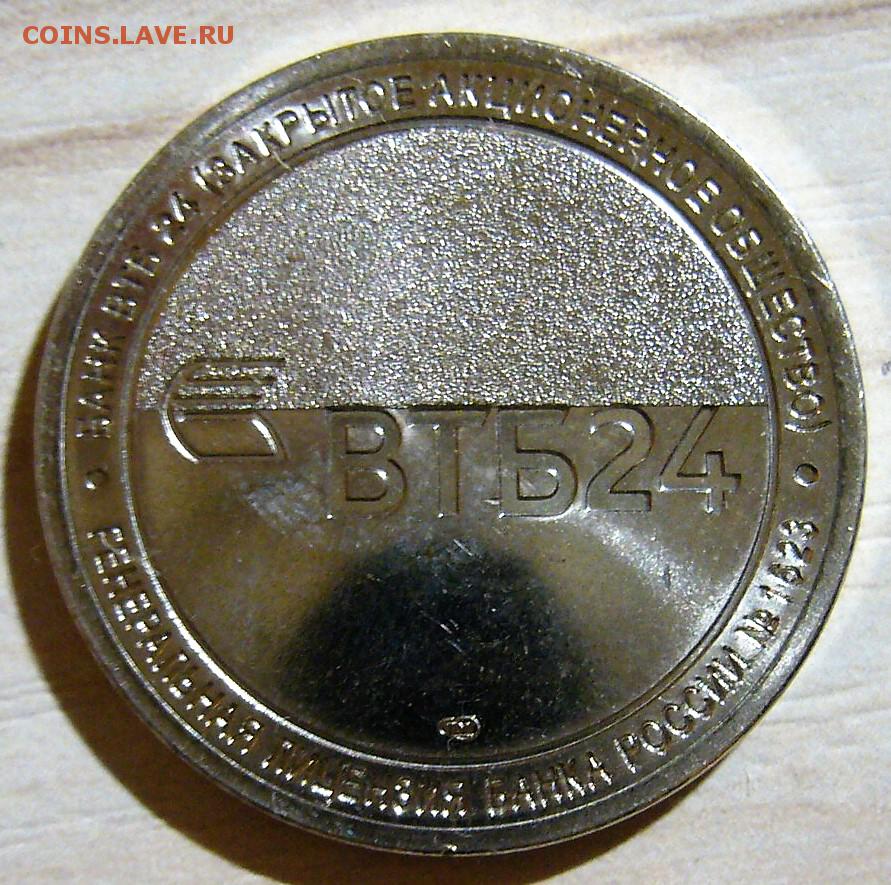 COINS.LAVE.RU
БАНК ВТБ 24 (ЗАКРЫТОЕ АКЦИОНЕРНОЕ ОБЩЕСТВО)
ВТБ24
• ГЕНЕРАЛЬНАЯ ЛИЦЕНЗИЯ БАНКА РОССИИ № 1623 •